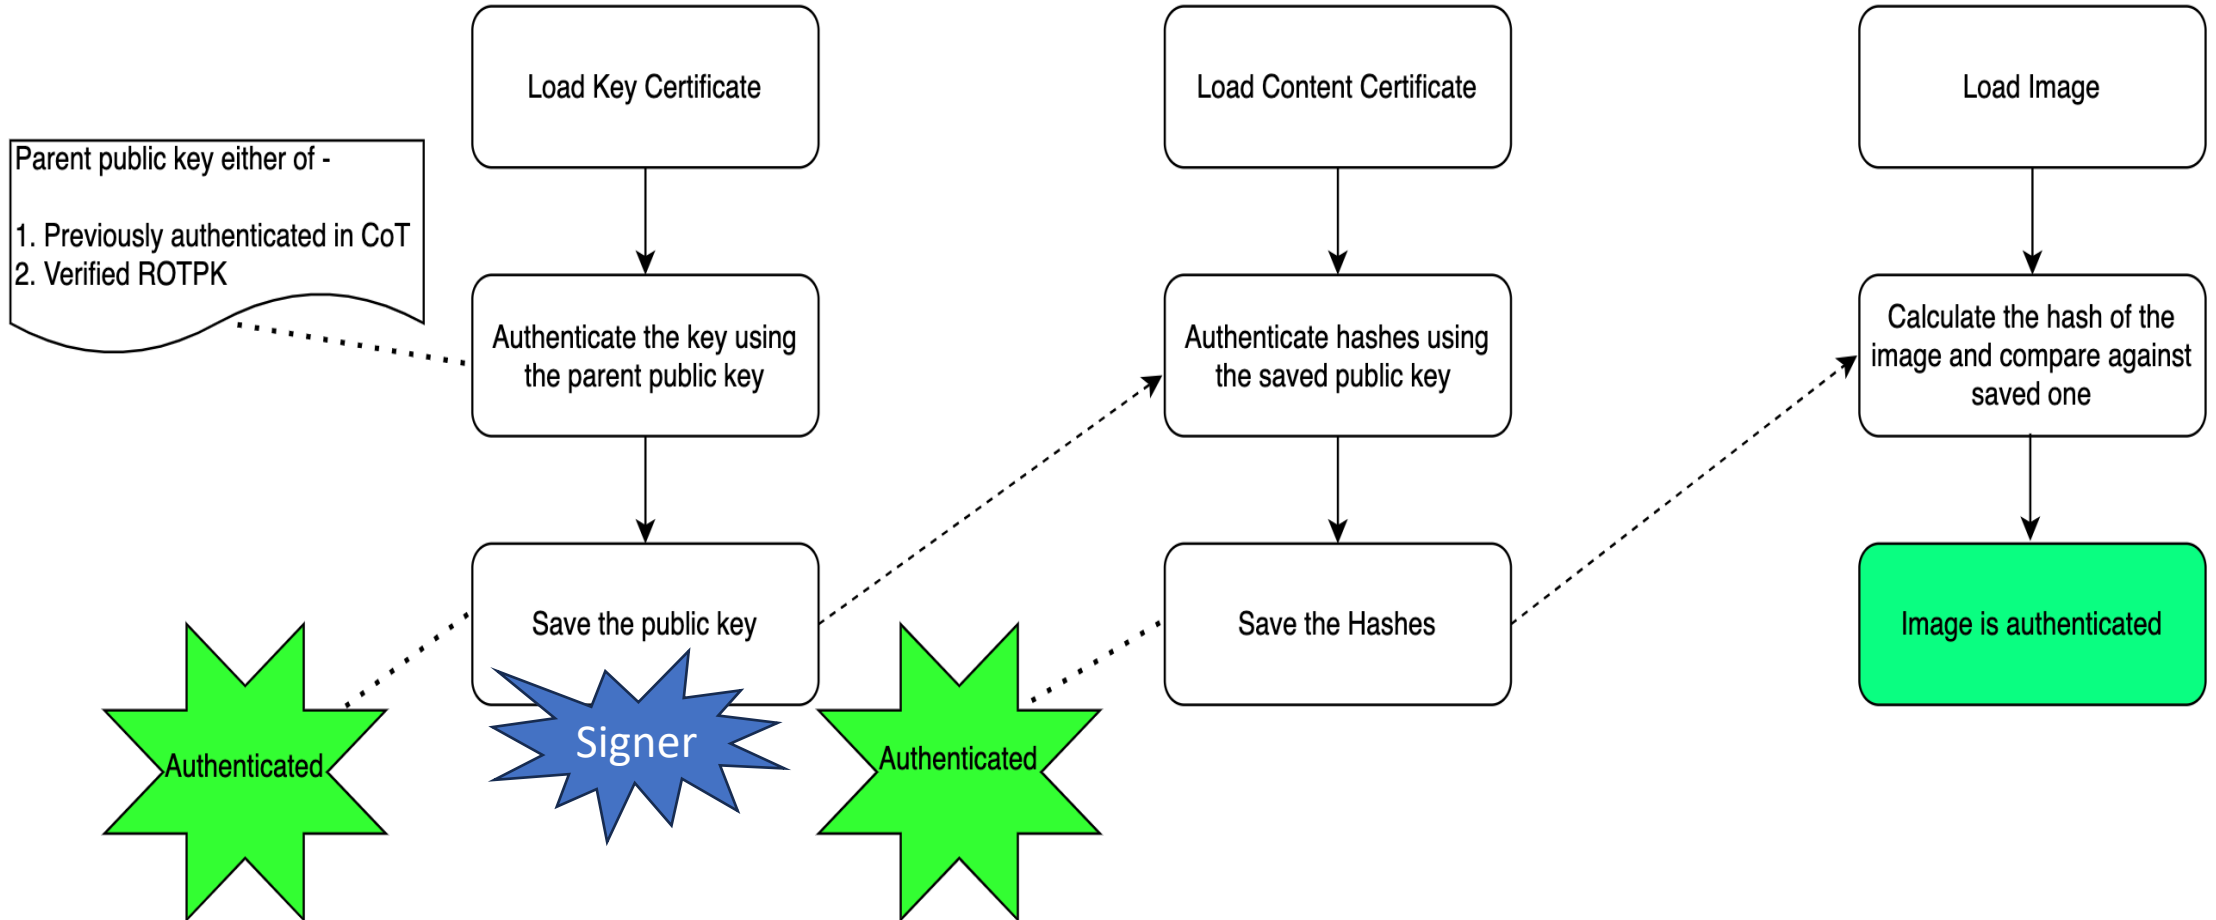 Load Key Certificate
Load Content Certificate
Load Image
Parent public key either of -
1. Previously authenticated in CoT
2. Verified ROTPK
Authenticate the key using
the parent public key
Authenticate hashes using
the saved public key
Calculate the hash of the
image and compare against
saved one
Save the public key
Save the Hashes
Image is authenticated
Authenticated
Signer
Authenticated